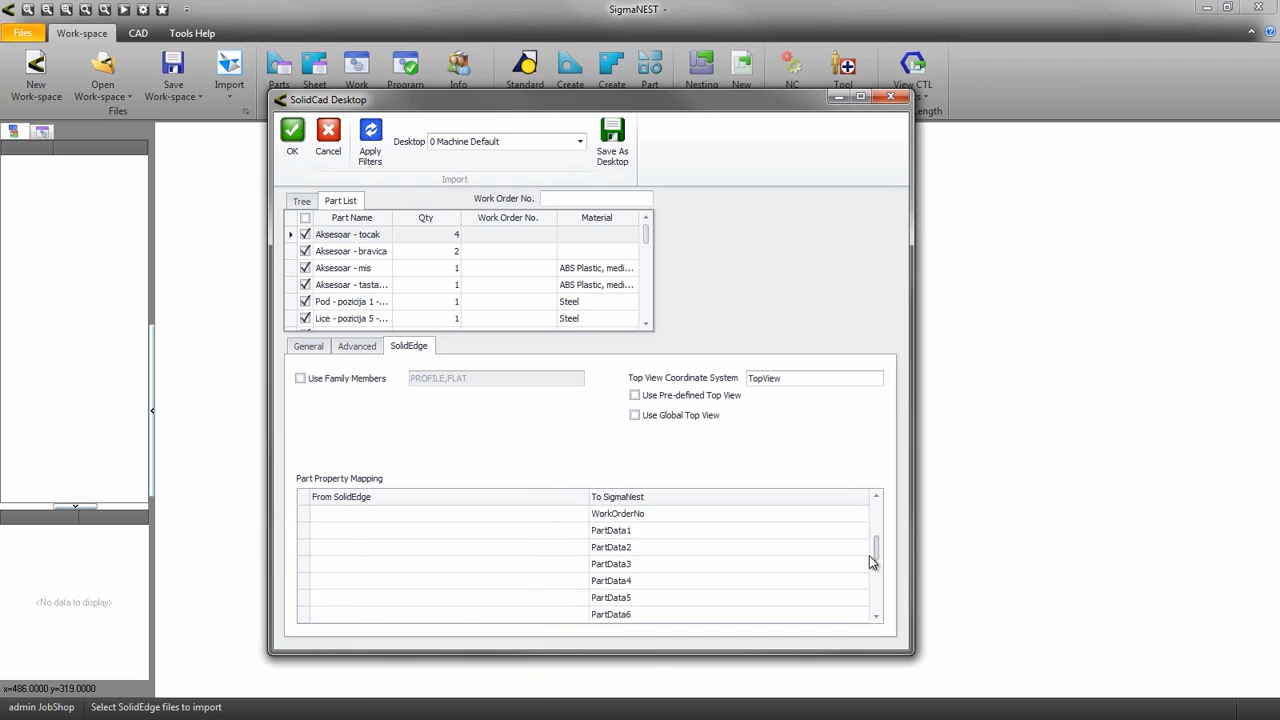 SigmaNEST
Files
Work-space
CAD
Tools Help
New Work-space
Open Work-space
Save Work-space
Import
Parts
Sheet
Work
Program
Info
Standard
Create
Create
Part
Nesting
New
NC
Tool
View CTL
Files
Length
SolidCad Desktop
OK
Cancel
Apply Filters
Desktop 0 Machine Default
Save As Desktop
Import
Tree
Part List
Work Order No.
Part Name Qty Work Order No. Material
Aksesoar - tocak 4
Aksesoar - bravica 2
Aksesoar - mis 1 ABS Plastic, medi...
Aksesoar - tasta... 1 ABS Plastic, medi...
Pod - pozicija 1 -... 1 Steel
Lice - pozicija 5 -... 1 Steel
General
Advanced
SolidEdge
Use Family Members PROFILE,FLAT
Top View Coordinate System TopView
Use Pre-defined Top View
Use Global Top View
Part Property Mapping
From SolidEdge To SigmaNest
WorkOrderNo
PartData1
PartData2
PartData3
PartData4
PartData5
PartData6
<No data to display>
x=486.0000 y=319.0000
admin JobShop Select SolidEdge files to import